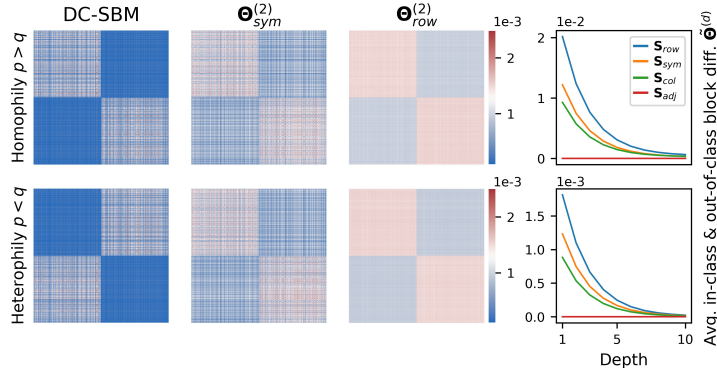 DC-SBM
Θ_sym^(2)
Θ_row^(2)
Homophily p > q
1e-3
2
1
1e-2
2
1
0
S_row
S_sym
S_col
S_adj
Heterophily p < q
1e-3
2
1
1e-3
1.5
1.0
0.5
0.0
1
5
10
Depth
Avg. in-class & out-of-class block diff. Θ̃^(d)